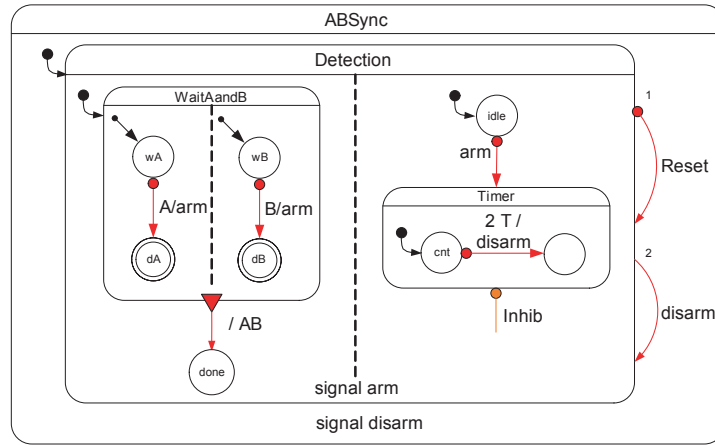 ABSync
Detection
WaitAandB
wA
wB
A/arm
B/arm
dA
dB
/ AB
done
idle
arm
Timer
2 T /
disarm
cnt
Inhib
1
Reset
2
disarm
signal arm
signal disarm